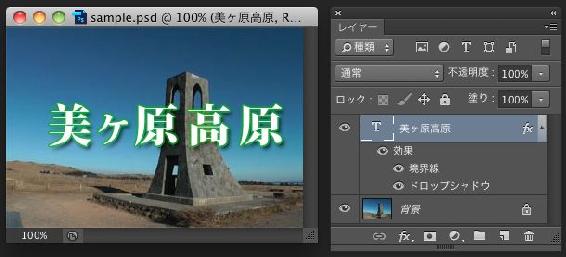 sample.psd @ 100% (美ヶ原高原, R...
美ヶ原高原
100%
レイヤー
種類
通常
不透明度: 100%
ロック:
塗り: 100%
T 美ヶ原高原 fx
効果
境界線
ドロップシャドウ
背景
fx